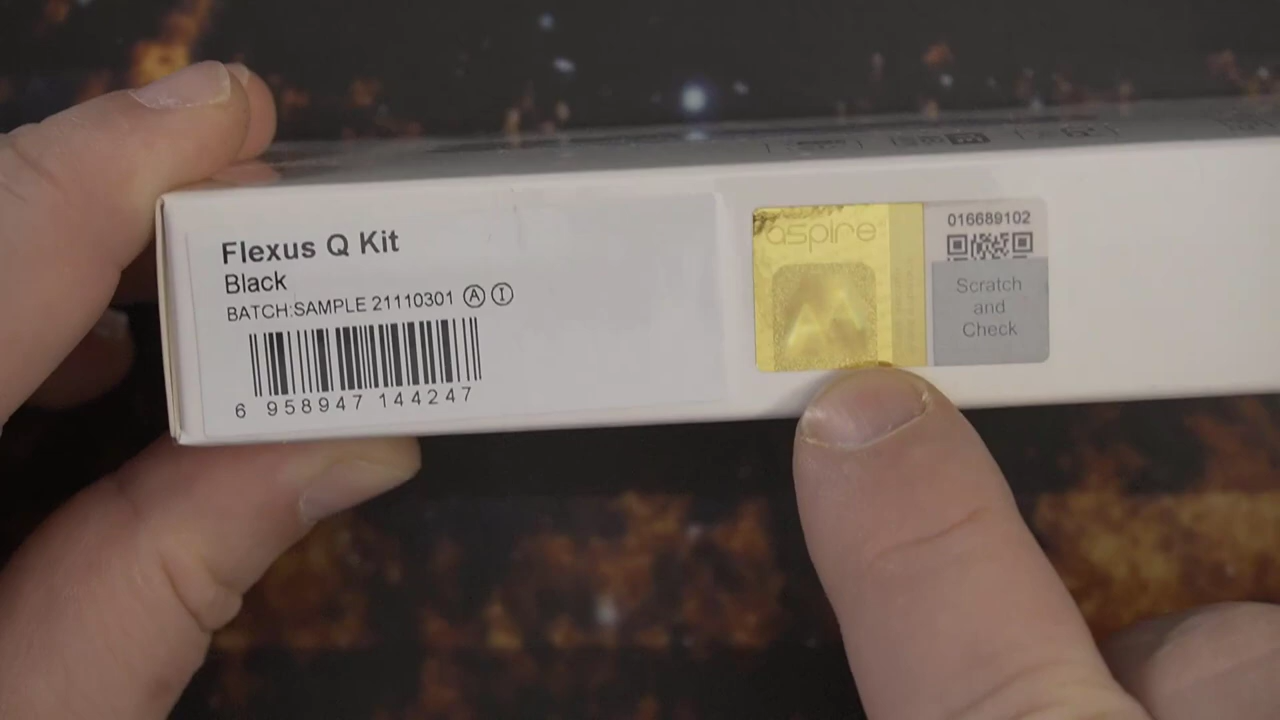 Flexus Q Kit
Black
BATCH:SAMPLE 21110301 Ⓐ Ⓘ
6 958947 144247
aspire
016689102
Scratch
and
Check